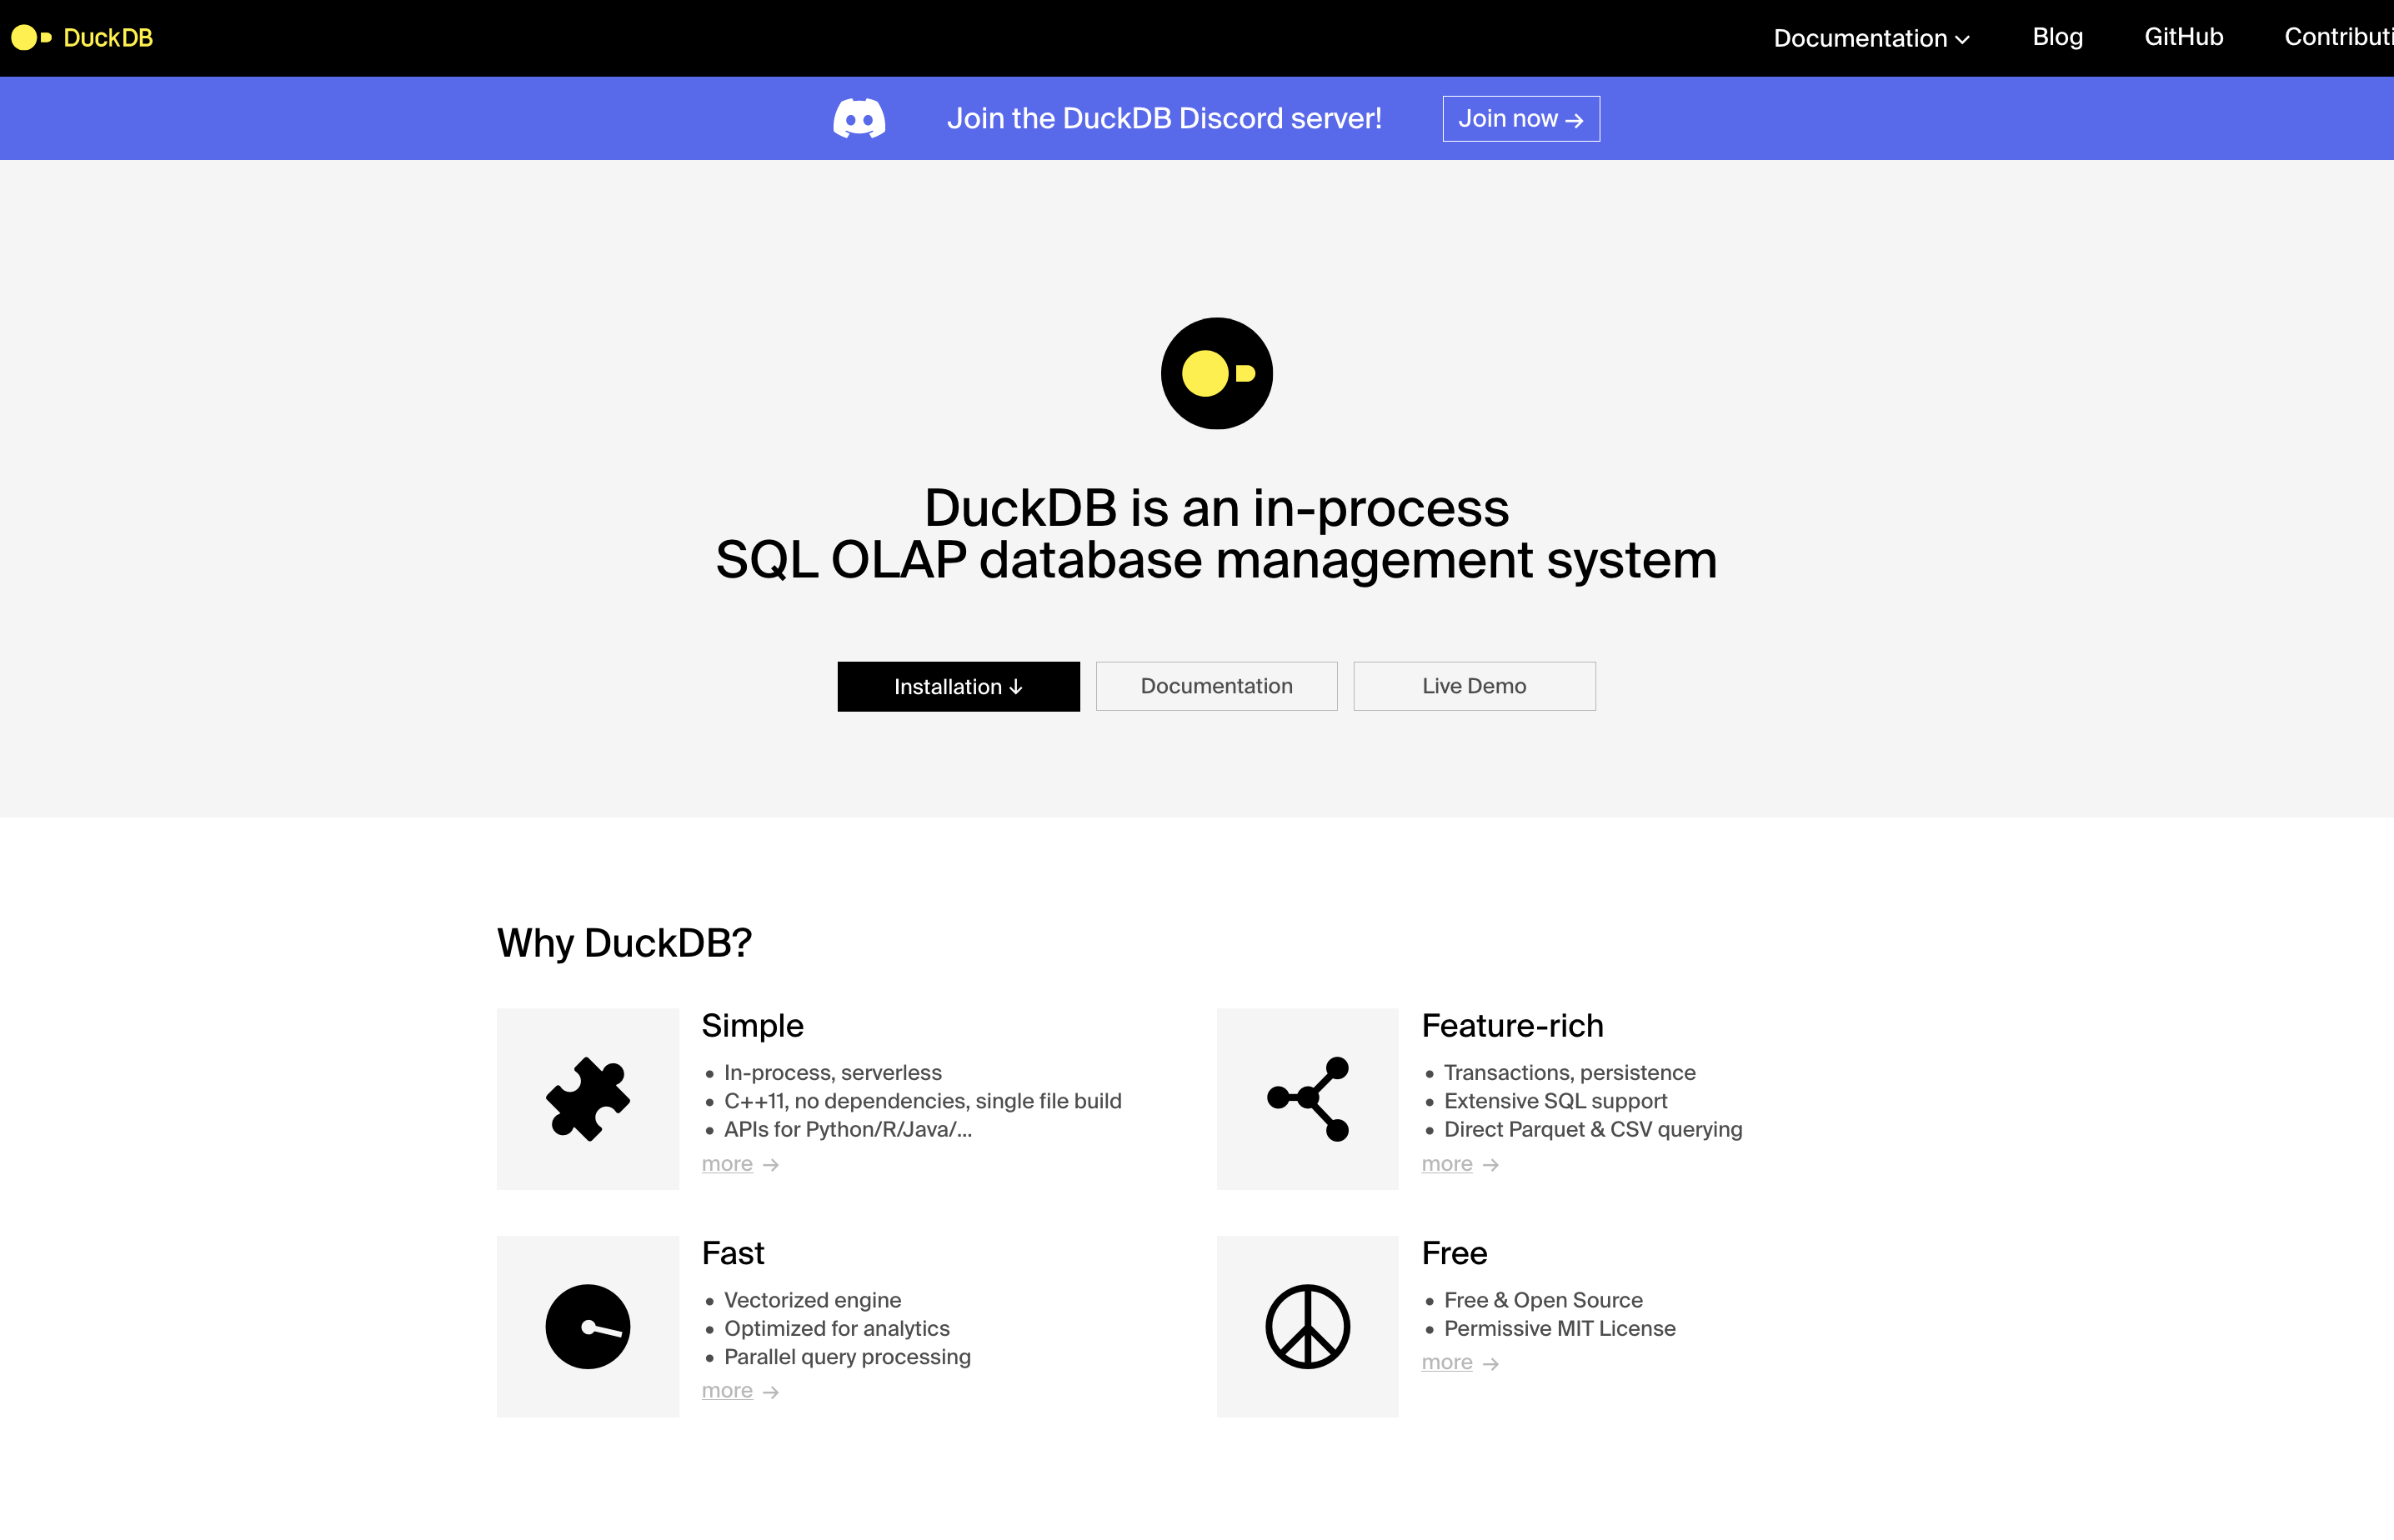 DuckDB
Documentation
Blog
GitHub
Contributi
Join the DuckDB Discord server!
Join now →
DuckDB is an in-process
SQL OLAP database management system
Installation ↓
Documentation
Live Demo
Why DuckDB?
Simple
• In-process, serverless
• C++11, no dependencies, single file build
• APIs for Python/R/Java/...
more →
Feature-rich
• Transactions, persistence
• Extensive SQL support
• Direct Parquet & CSV querying
more →
Fast
• Vectorized engine
• Optimized for analytics
• Parallel query processing
more →
Free
• Free & Open Source
• Permissive MIT License
more →